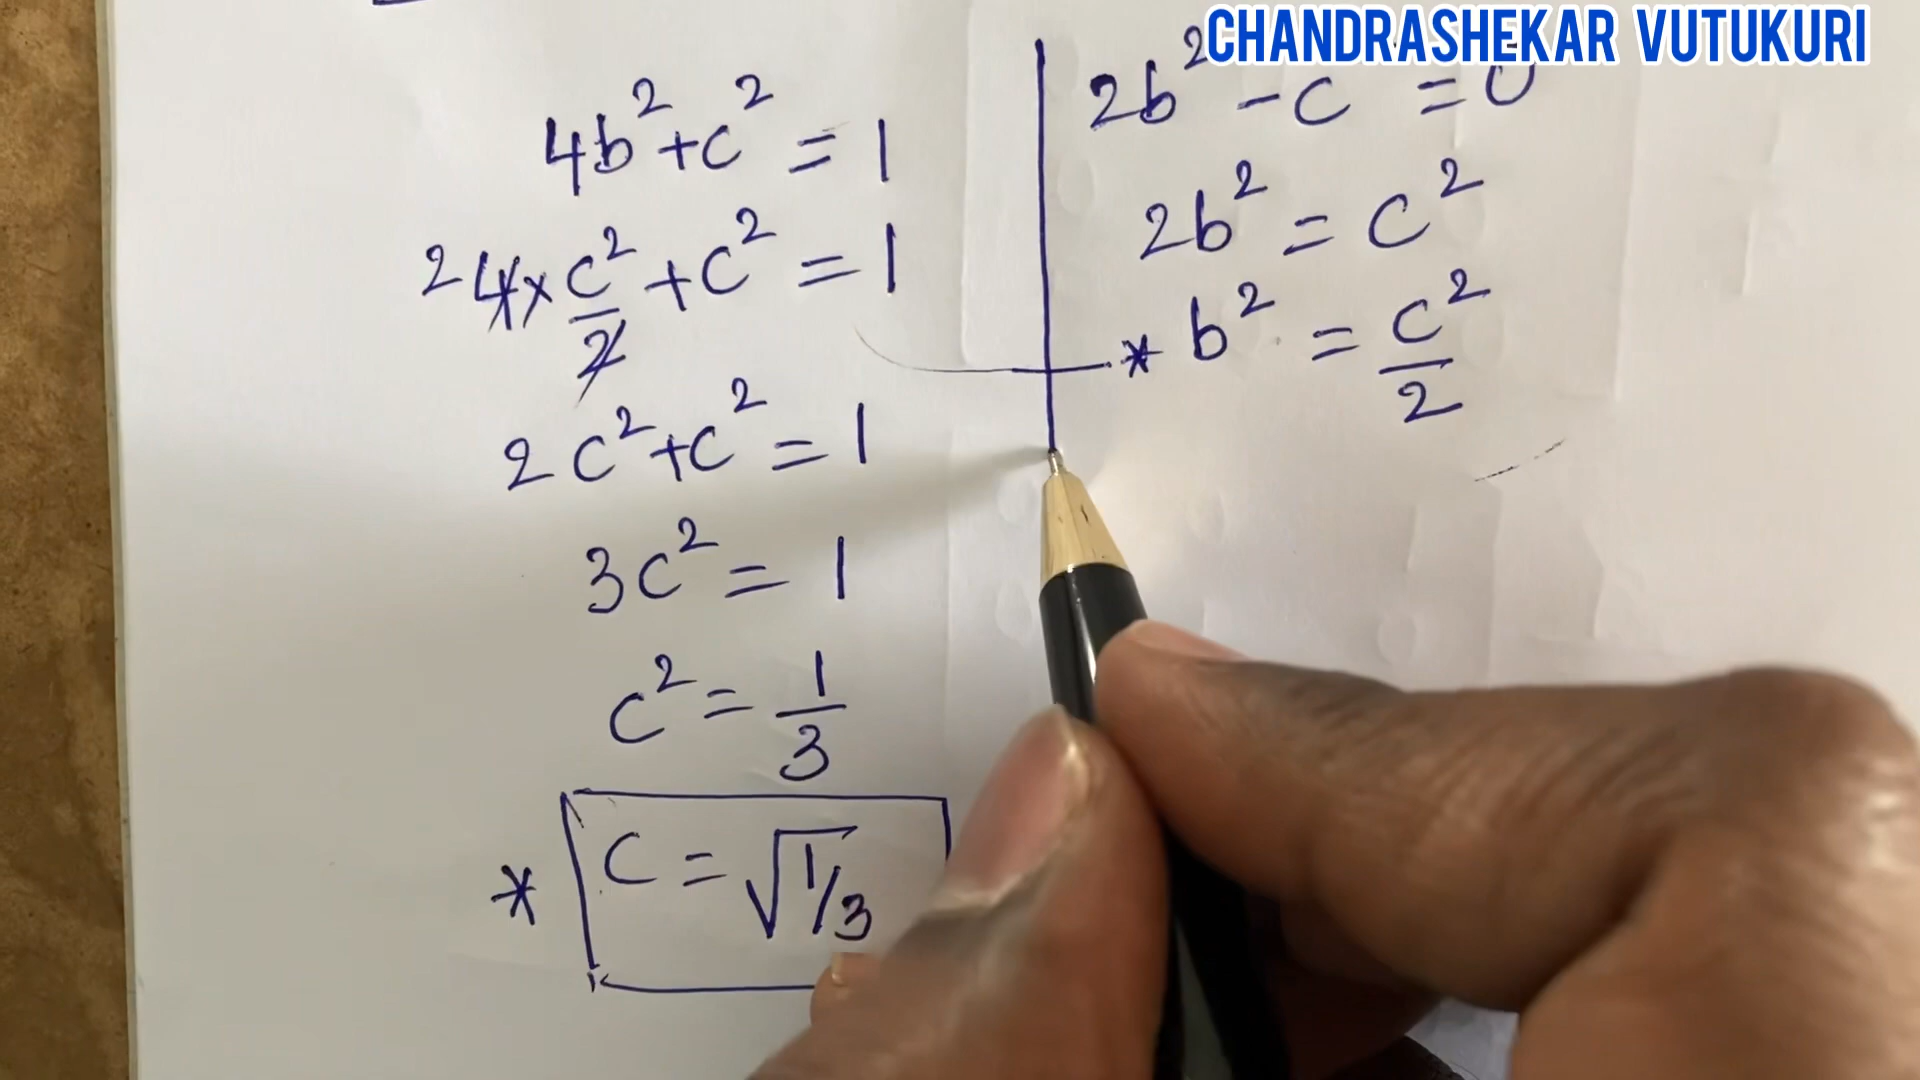 CHANDRASHEKAR VUTUKURI
4b² + c² = 1
2 4 × c²/2 + c² = 1
2c² + c² = 1
3c² = 1
c² = 1/3
* c = √1/3
2b² - c = 0
2b² = c²
* b² = c²/2